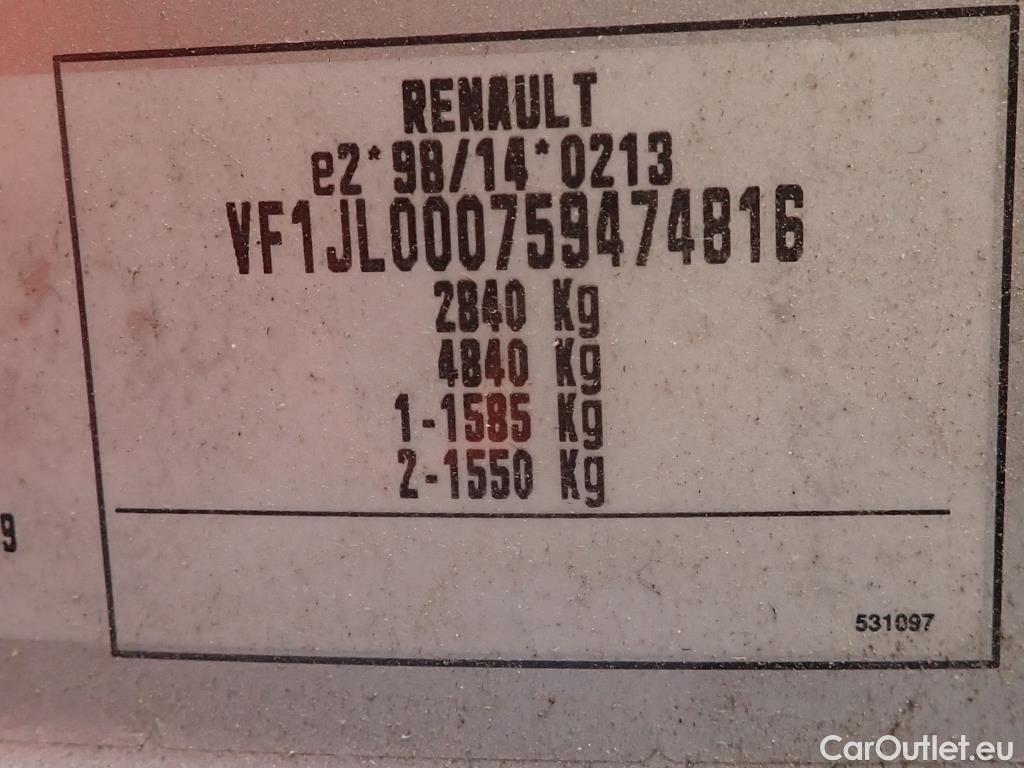 RENAULT
e2*98/14*0213
VF1JL000759474816
2840 Kg
4840 Kg
1-1585 Kg
2-1550 Kg
9
531097
CarOutlet.eu